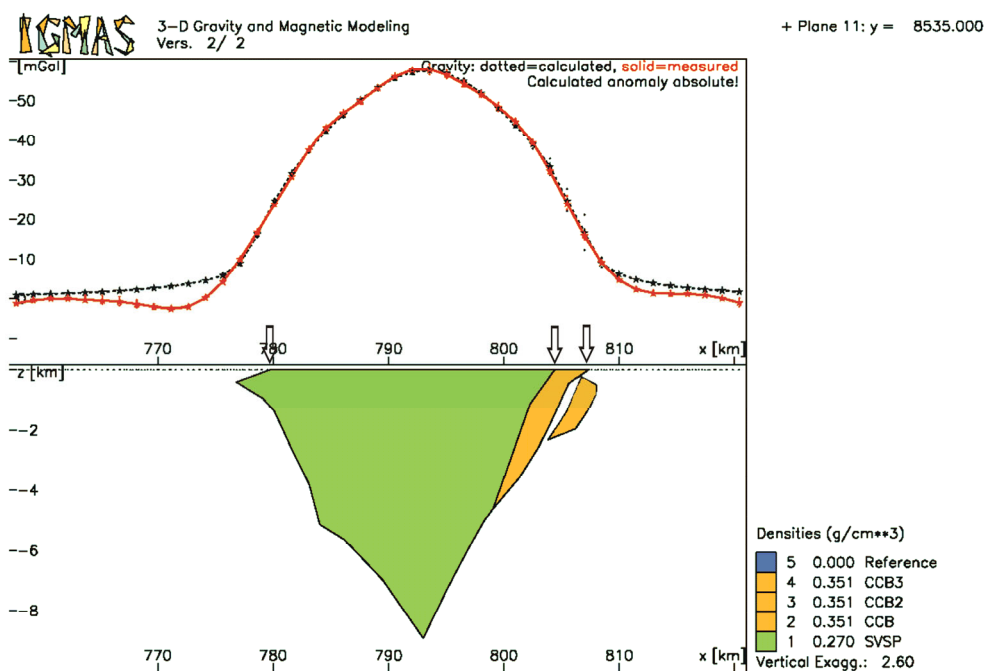 IGMAS 3-D Gravity and Magnetic Modeling
Vers. 2/ 2
+ Plane 11: y = 8535.000
[mGal]
Gravity: dotted=calculated, solid=measured
Calculated anomaly absolute!
-50
-40
-30
-20
-10
-0
-
770 780 790 800 810 x [km]
-z [km]
--2
--4
--6
--8
770 780 790 800 810 x [km]
Densities (g/cm**3)
5 0.000 Reference
4 0.351 CCB3
3 0.351 CCB2
2 0.351 CCB
1 0.270 SVSP
Vertical Exagg.: 2.60